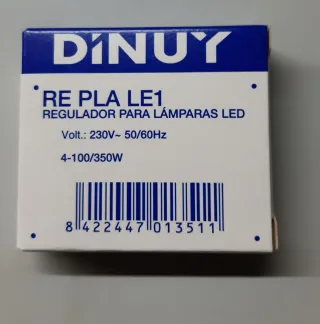 DiNUY
RE PLA LE1
REGULADOR PARA LÁMPARAS LED
Volt.: 230V~ 50/60Hz
4-100/350W
8 422447 013511